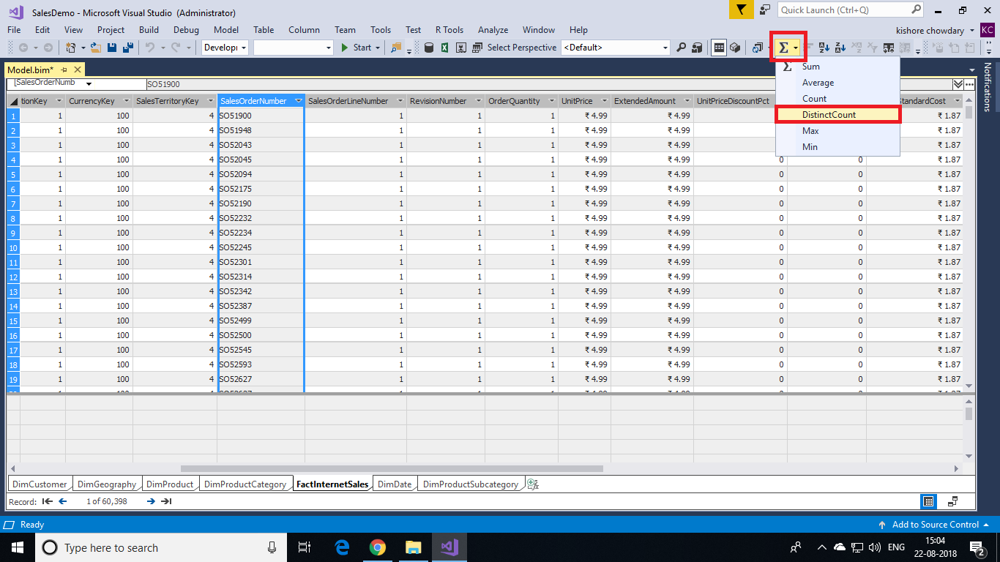 SalesDemo - Microsoft Visual Studio (Administrator)
Quick Launch (Ctrl+Q)
File Edit View Project Build Debug Model Table Column Team Tools Test R Tools Analyze Window Help
kishore chowdary KC
Develop Start Select Perspective <Default> Σ
Model.bim*
Notifications
Σ Sum
Average
Count
DistinctCount
Max
Min
[SalesOrderNumb SO51900
tionKey CurrencyKey SalesTerritoryKey SalesOrderNumber SalesOrderLineNumber RevisionNumber OrderQuantity UnitPrice ExtendedAmount UnitPriceDiscountPct StandardCost
1 1 100 4 SO51900 1 1 1 ₹ 4.99 ₹ 4.99 ₹ 1.87
2 1 100 4 SO51948 1 1 1 ₹ 4.99 ₹ 4.99 ₹ 1.87
3 1 100 4 SO52043 1 1 1 ₹ 4.99 ₹ 4.99 ₹ 1.87
4 1 100 4 SO52045 1 1 1 ₹ 4.99 ₹ 4.99 0 0 ₹ 1.87
5 1 100 4 SO52094 1 1 1 ₹ 4.99 ₹ 4.99 0 0 ₹ 1.87
6 1 100 4 SO52175 1 1 1 ₹ 4.99 ₹ 4.99 0 0 ₹ 1.87
7 1 100 4 SO52190 1 1 1 ₹ 4.99 ₹ 4.99 0 0 ₹ 1.87
8 1 100 4 SO52232 1 1 1 ₹ 4.99 ₹ 4.99 0 0 ₹ 1.87
9 1 100 4 SO52234 1 1 1 ₹ 4.99 ₹ 4.99 0 0 ₹ 1.87
10 1 100 4 SO52245 1 1 1 ₹ 4.99 ₹ 4.99 0 0 ₹ 1.87
11 1 100 4 SO52301 1 1 1 ₹ 4.99 ₹ 4.99 0 0 ₹ 1.87
12 1 100 4 SO52314 1 1 1 ₹ 4.99 ₹ 4.99 0 0 ₹ 1.87
13 1 100 4 SO52342 1 1 1 ₹ 4.99 ₹ 4.99 0 0 ₹ 1.87
14 1 100 4 SO52387 1 1 1 ₹ 4.99 ₹ 4.99 0 0 ₹ 1.87
15 1 100 4 SO52499 1 1 1 ₹ 4.99 ₹ 4.99 0 0 ₹ 1.87
16 1 100 4 SO52500 1 1 1 ₹ 4.99 ₹ 4.99 0 0 ₹ 1.87
17 1 100 4 SO52545 1 1 1 ₹ 4.99 ₹ 4.99 0 0 ₹ 1.87
18 1 100 4 SO52593 1 1 1 ₹ 4.99 ₹ 4.99 0 0 ₹ 1.87
19 1 100 4 SO52627 1 1 1 ₹ 4.99 ₹ 4.99 0 0 ₹ 1.87
DimCustomer DimGeography DimProduct DimProductCategory FactInternetSales DimDate DimProductSubcategory
Record: 1 of 60,398
Ready Add to Source Control
Type here to search
ENG
15:04
22-08-2018
2